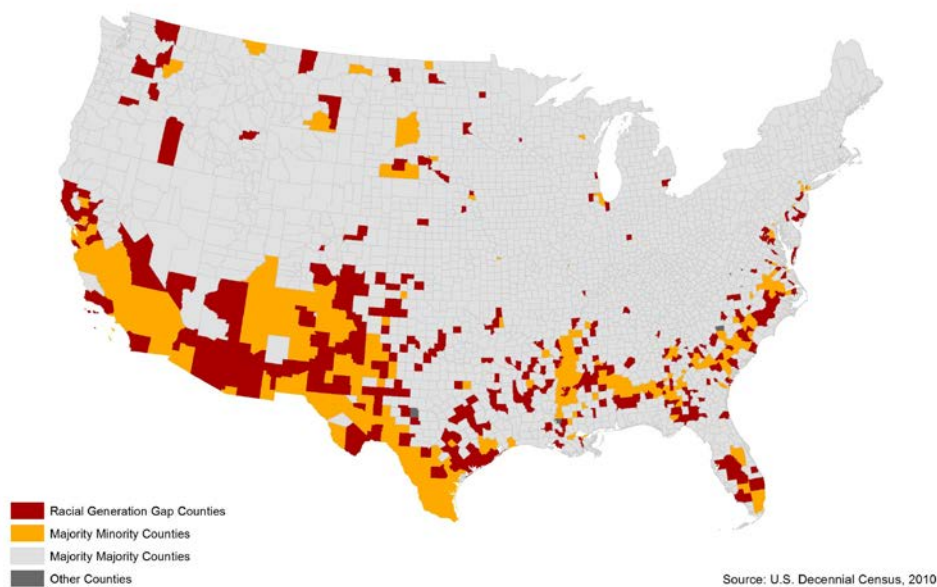 Racial Generation Gap Counties
Majority Minority Counties
Majority Majority Counties
Other Counties
Source: U.S. Decennial Census, 2010